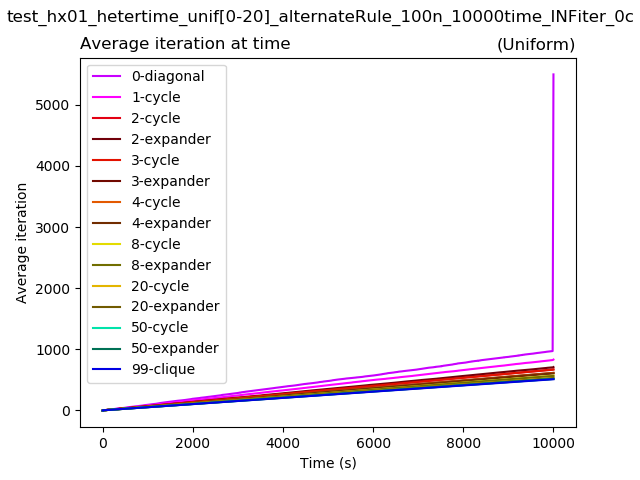 test_hx01_hetertime_unif[0-20]_alternateRule_100n_10000time_INFiter_0c
Average iteration at time
(Uniform)
0-diagonal
1-cycle
2-cycle
2-expander
3-cycle
3-expander
4-cycle
4-expander
8-cycle
8-expander
20-cycle
20-expander
50-cycle
50-expander
99-clique
5000
4000
3000
2000
1000
0
Average iteration
0
2000
4000
6000
8000
10000
Time (s)